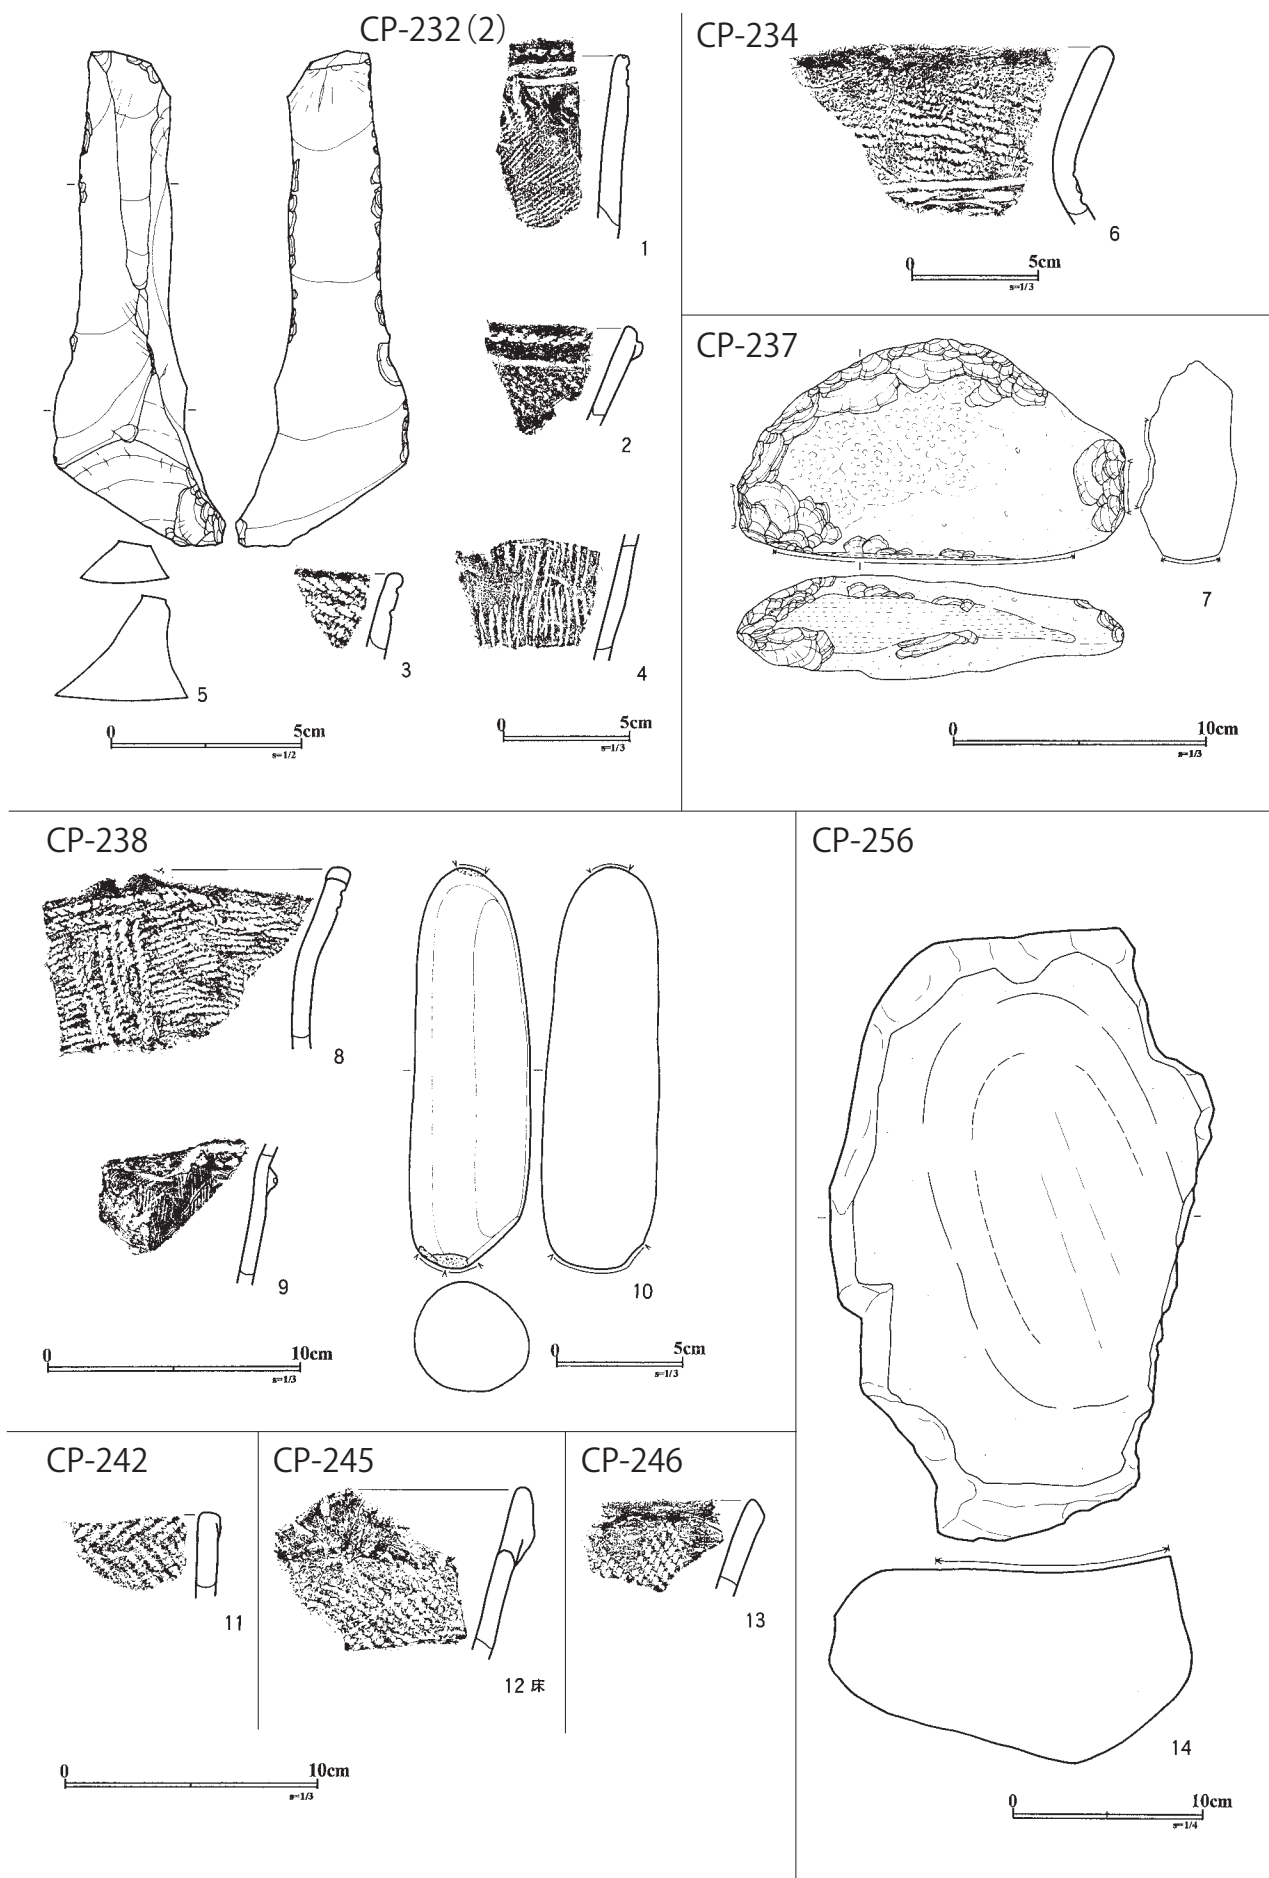 CP-232(2)
1
2
3
4
5
0 5cm
s=1/2
0 5cm
s=1/3
CP-234
6
0 5cm
s=1/3
CP-237
7
0 10cm
s=1/3
CP-238
8
9
10
0 10cm
s=1/3
0 5cm
s=1/3
CP-256
14
0 10cm
s=1/4
CP-242
11
CP-245
12 床
CP-246
13
0 10cm
s=1/3